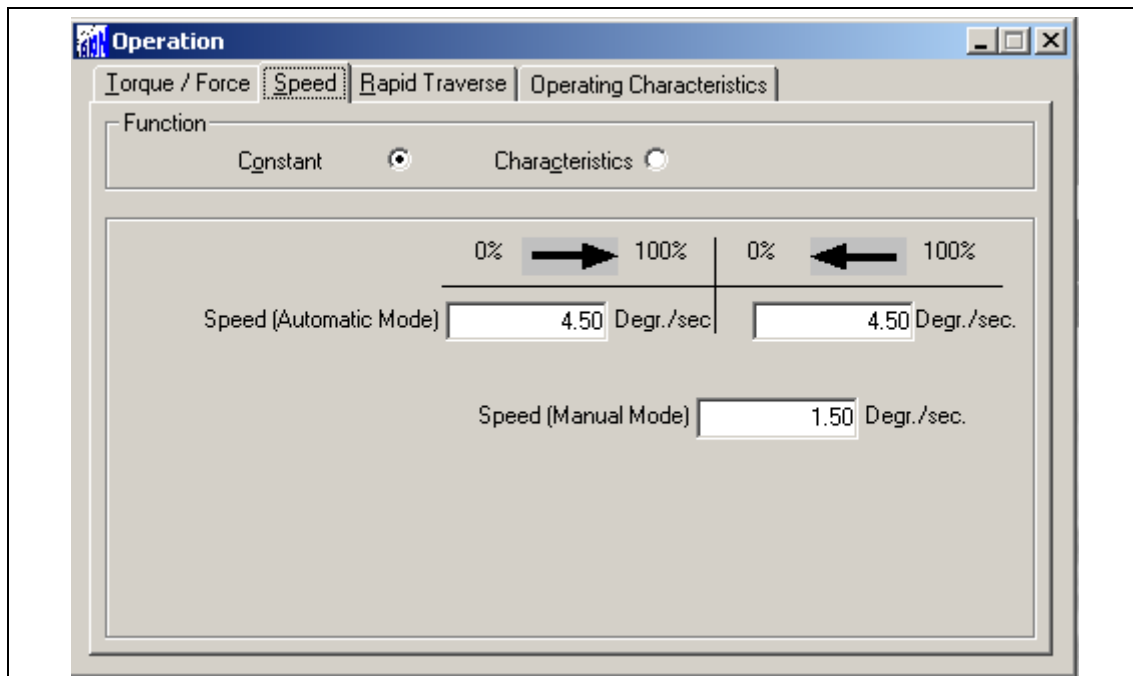 Operation
Torque / Force Speed Rapid Traverse Operating Characteristics
Function
Constant Characteristics
0% 100% 0% 100%
Speed (Automatic Mode) 4.50 Degr./sec 4.50 Degr./sec.
Speed (Manual Mode) 1.50 Degr./sec.